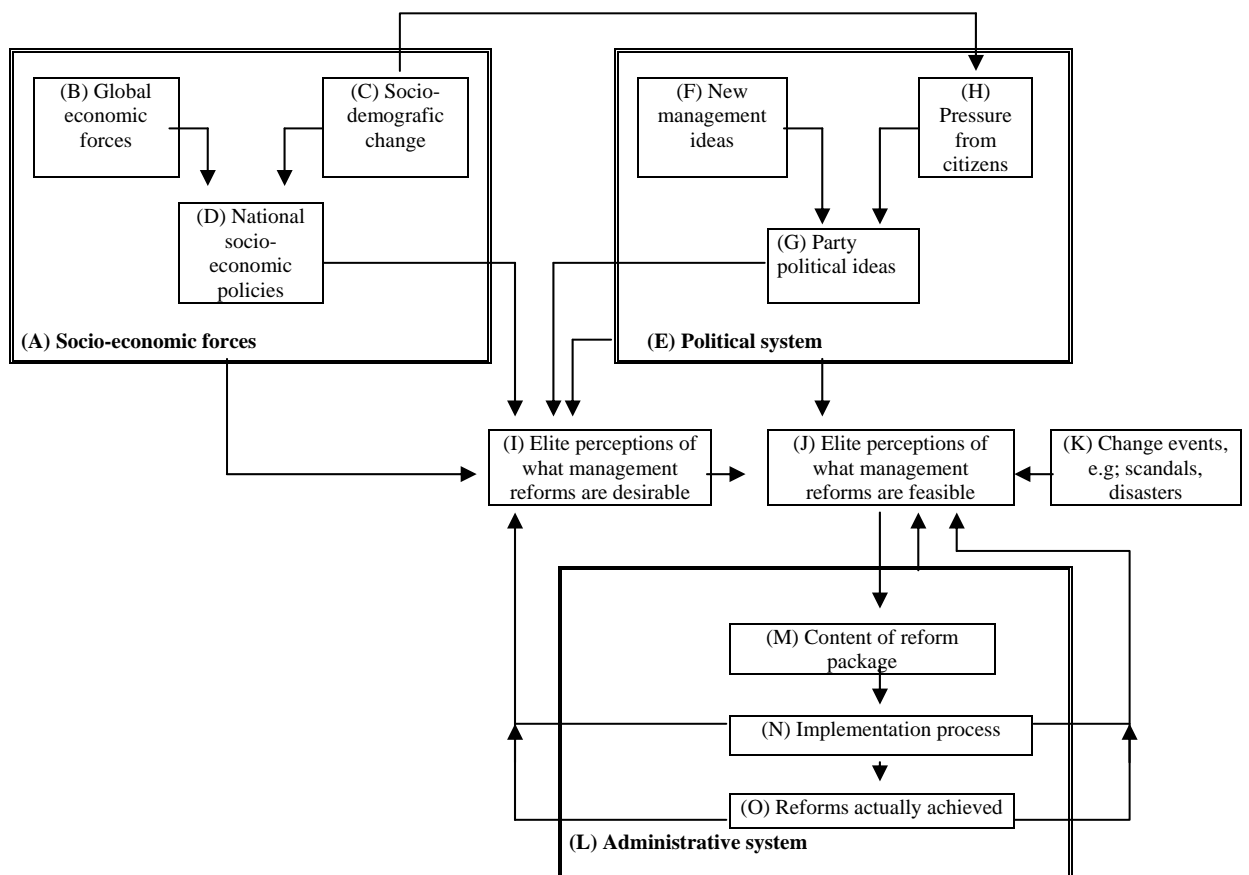 (B) Global
economic
forces
(C) Socio-
demografic
change
(D) National
socio-
economic
policies
(A) Socio-economic forces
(F) New
management
ideas
(H)
Pressure
from
citizens
(G) Party
political ideas
(E) Political system
(I) Elite perceptions of
what management
reforms are desirable
(J) Elite perceptions of
what management
reforms are feasible
(K) Change events,
e.g; scandals,
disasters
(M) Content of reform
package
(N) Implementation process
(O) Reforms actually achieved
(L) Administrative system